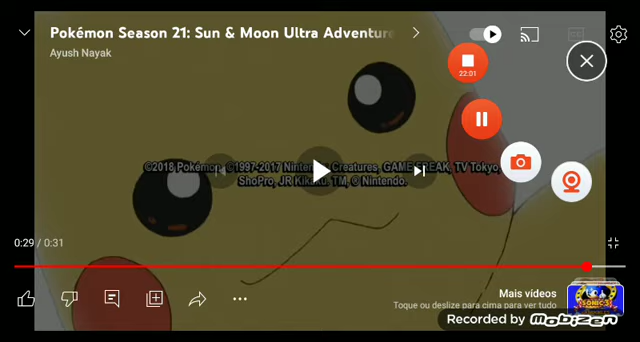 Pokémon Season 21: Sun & Moon Ultra Adventure
Ayush Nayak
22:01
©2018 Pokémon. ©1997-2017 Nintendo, Creatures, GAME FREAK, TV Tokyo,
ShoPro, JR Kikaku. TM, ® Nintendo.
0:29 / 0:31
Mais vídeos
Toque ou deslize para cima para ver tudo
SONIC 3
Recorded by Mobizen